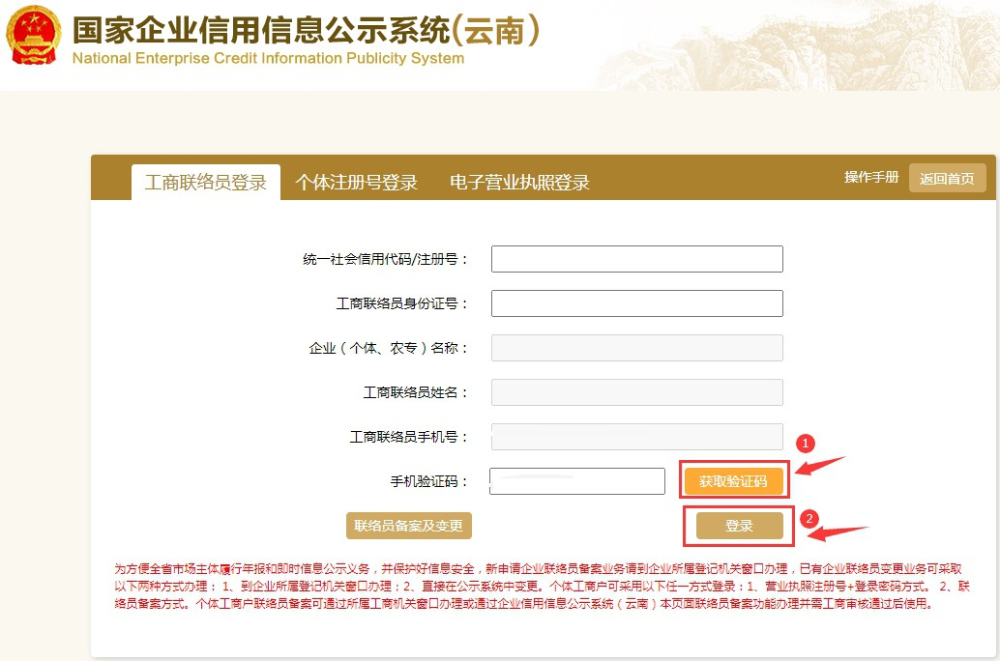 国家企业信用信息公示系统(云南)
National Enterprise Credit Information Publicity System
工商联络员登录 个体注册号登录 电子营业执照登录 操作手册 返回首页
统一社会信用代码/注册号：
工商联络员身份证号：
企业（个体、农专）名称：
工商联络员姓名：
工商联络员手机号：
1
手机验证码： 获取验证码
2
联络员备案及变更 登录
为方便全省市场主体履行年报和即时信息公示义务，并保护好信息安全，新申请企业联络员备案业务请到企业所属登记机关窗口办理，已有企业联络员变更业务可采取
以下两种方式办理： 1、到企业所属登记机关窗口办理；2、直接在公示系统中变更。个体工商户可采用以下任一方式登录：1、营业执照注册号+登录密码方式。 2、联
络员备案方式。个体工商户联络员备案可通过所属工商机关窗口办理或通过企业信用信息公示系统（云南）本页面联络员备案功能办理并需工商审核通过后使用。